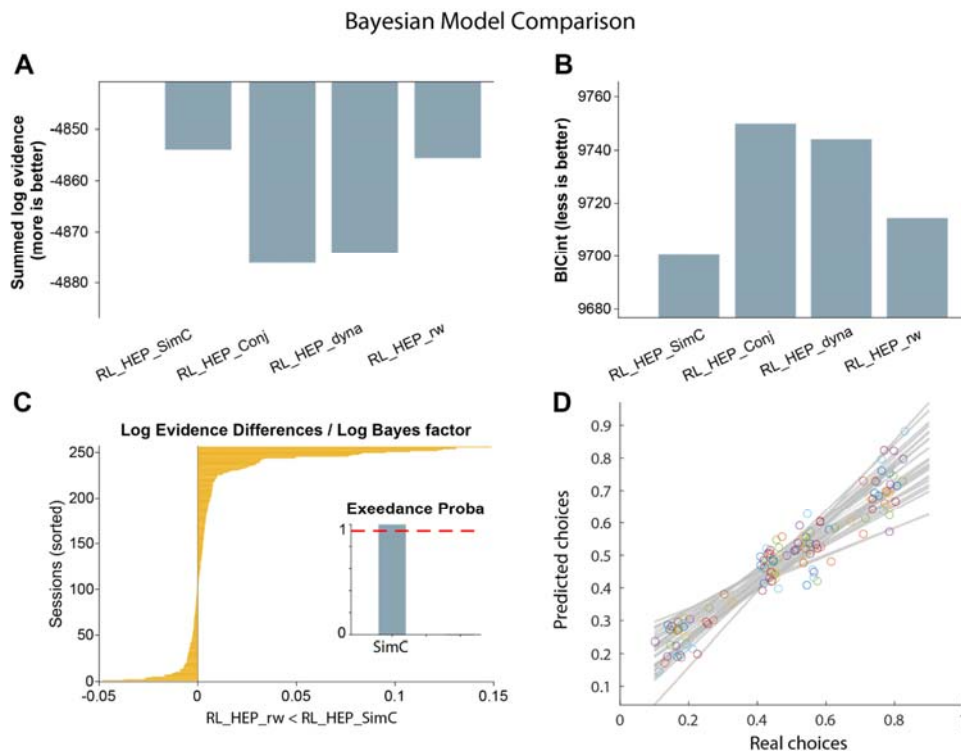 Bayesian Model Comparison
A
Summed log evidence
(more is better)
-4850
-4860
-4870
-4880
RL_HEP_SimC
RL_HEP_Conj
RL_HEP_dyna
RL_HEP_rw
B
BICint (less is better)
9760
9740
9720
9700
9680
RL_HEP_SimC
RL_HEP_Conj
RL_HEP_dyna
RL_HEP_rw
C
Log Evidence Differences / Log Bayes factor
Sessions (sorted)
250
200
150
100
50
0
-0.05 0 0.05 0.1 0.15
RL_HEP_rw < RL_HEP_SimC
Exeedance Proba
1
0
SimC
D
Predicted choices
0.9
0.8
0.7
0.6
0.5
0.4
0.3
0.2
0.1
0 0.2 0.4 0.6 0.8 1
Real choices